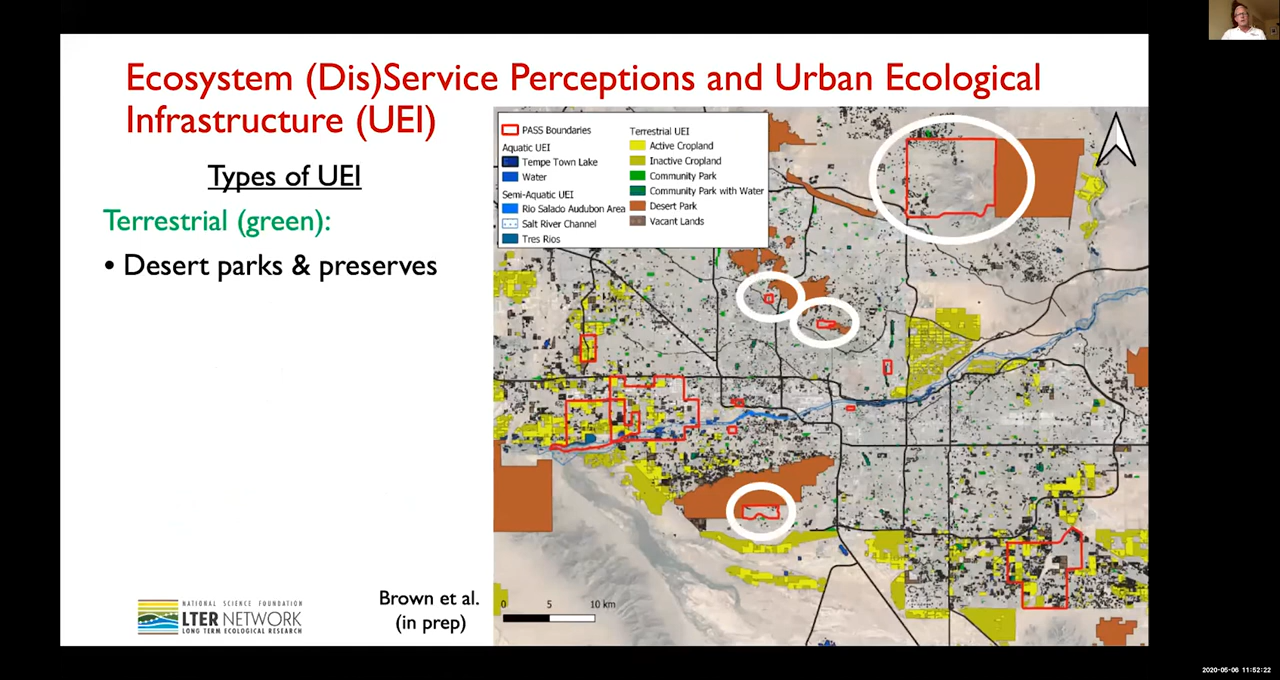 Ecosystem (Dis)Service Perceptions and Urban Ecological
Infrastructure (UEI)
Types of UEI
Terrestrial (green):
• Desert parks & preserves
PASS Boundaries
Aquatic UEI
Tempe Town Lake
Water
Semi-Aquatic UEI
Rio Salado Audubon Area
Salt River Channel
Tres Rios
Terrestrial UEI
Active Cropland
Inactive Cropland
Community Park
Community Park with Water
Desert Park
Vacant Lands
0 5 10 km
Brown et al.
(in prep)
NATIONAL SCIENCE FOUNDATION
LTER NETWORK
LONG TERM ECOLOGICAL RESEARCH
2020-05-06 11:52:22